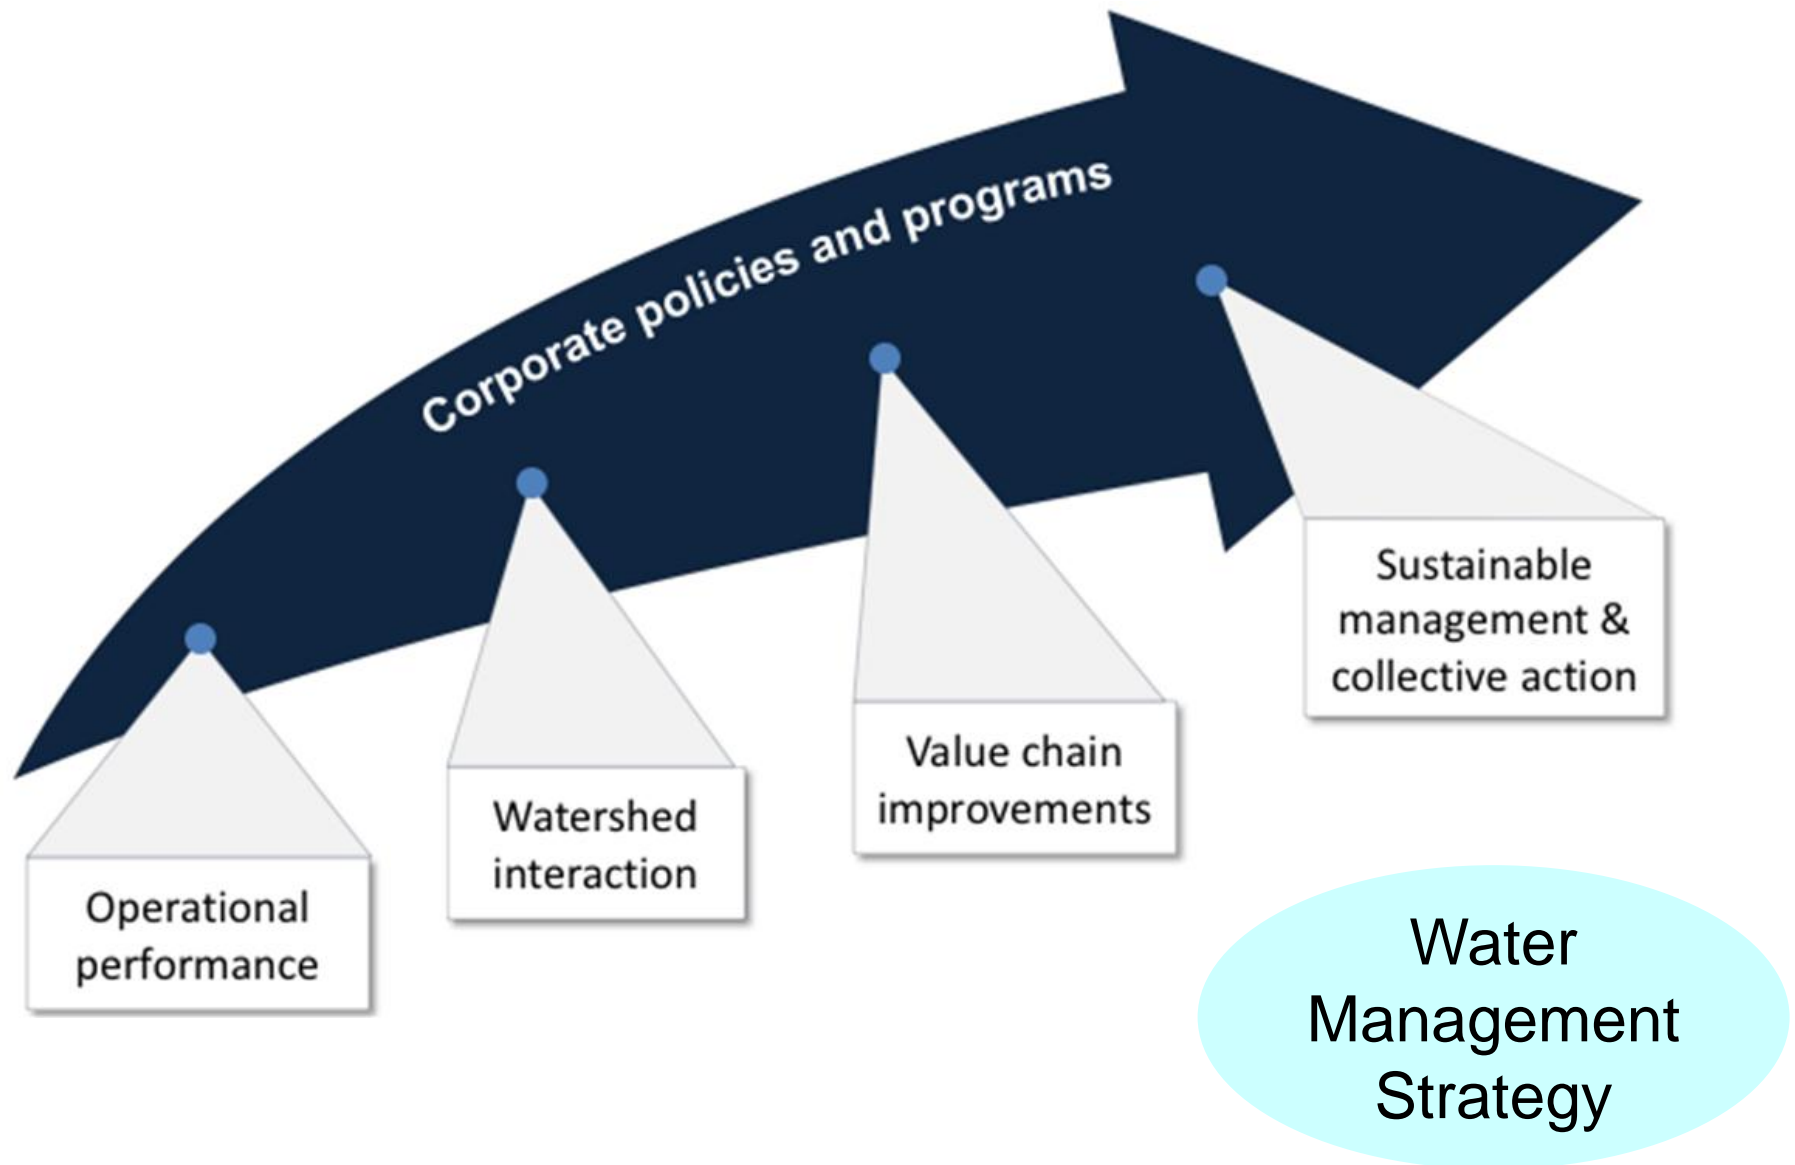 Corporate policies and programs
Operational
performance
Watershed
interaction
Value chain
improvements
Sustainable
management &
collective action
Water
Management
Strategy